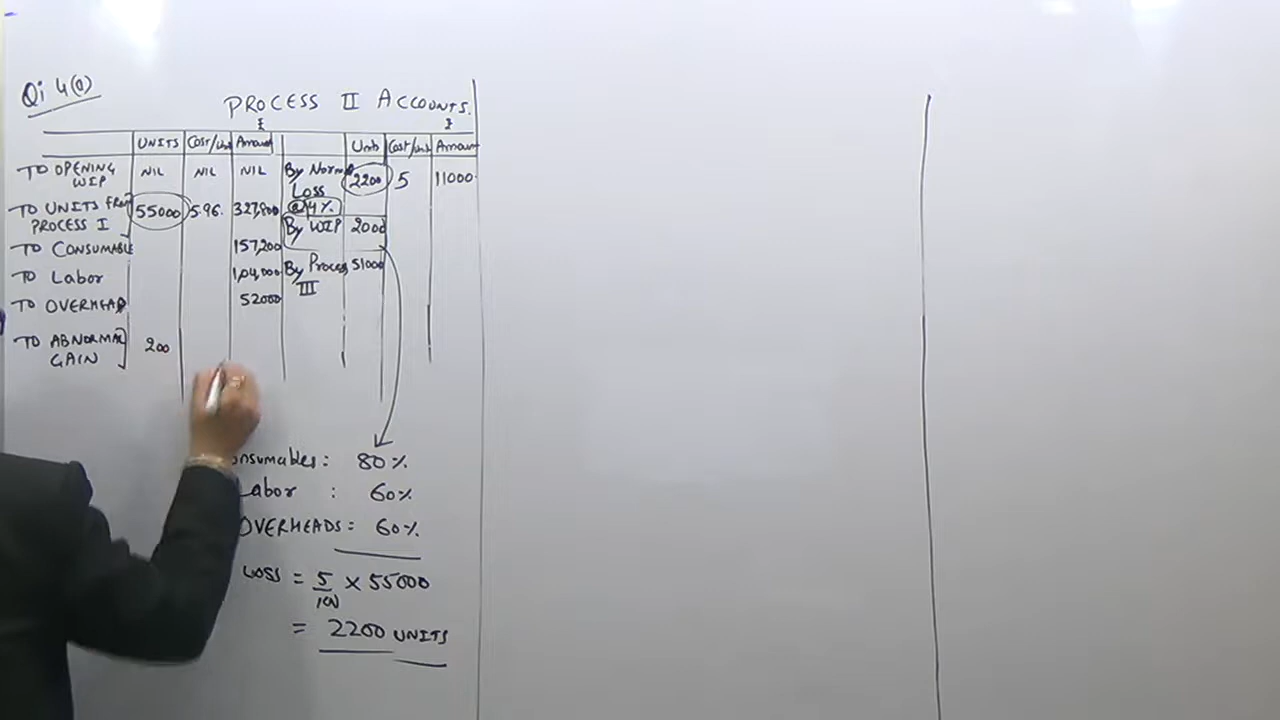 Qi 4(a)
PROCESS II ACCOUNTS.
£ £
UNITS Cost/Unit Amount Units Cost/Unit Amount
TO OPENING WIP NIL NIL NIL By Normal Loss @ 4% 2200 5 11000
TO UNITS FROM PROCESS I 55000 5.96 327,800 By WIP 2000
TO CONSUMABLE 157,200
TO Labor 1,04,000 By Process III 51000
TO OVERHEAD 52000
TO ABNORMAL GAIN 200
onsumables: 80%
Labor : 60%
OVERHEADS = 60%
Loss = 5/100 × 55000
= 2200 UNITS